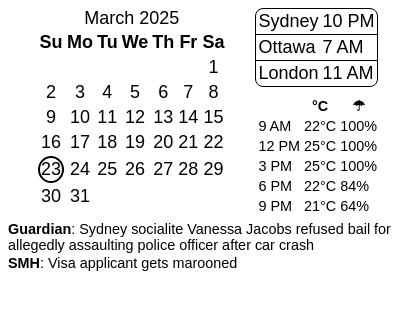 March 2025
Su Mo Tu We Th Fr Sa
1
2 3 4 5 6 7 8
9 10 11 12 13 14 15
16 17 18 19 20 21 22
23 24 25 26 27 28 29
30 31
Sydney 10 PM
Ottawa 7 AM
London 11 AM
°C ☂
9 AM 22°C 100%
12 PM 25°C 100%
3 PM 25°C 100%
6 PM 22°C 84%
9 PM 21°C 64%
Guardian: Sydney socialite Vanessa Jacobs refused bail for
allegedly assaulting police officer after car crash
SMH: Visa applicant gets marooned